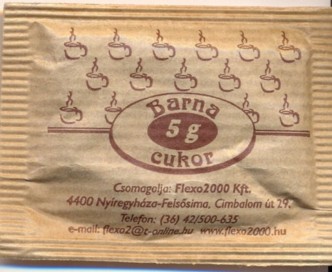 Barna
5 g
cukor
Csomagolja: Flexo2000 Kft.
4400 Nyíregyháza-Felsősima, Cimbalom út 29.
Telefon: (36) 42/500-635
e-mail: flexo2@t-online.hu www.flexo2000.hu